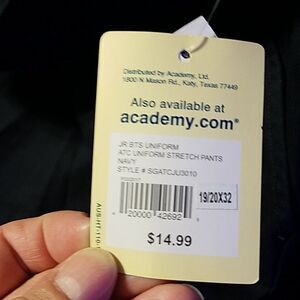 Distributed by Academy, Ltd.
1800 N Mason Rd., Katy, Texas 77449
Also available at
academy.com®
JR BTS UNIFORM
ATC UNIFORM STRETCH PANTS
NAVY
STYLE # SGATCJU3010
19/20X32
20000 42692
$14.99